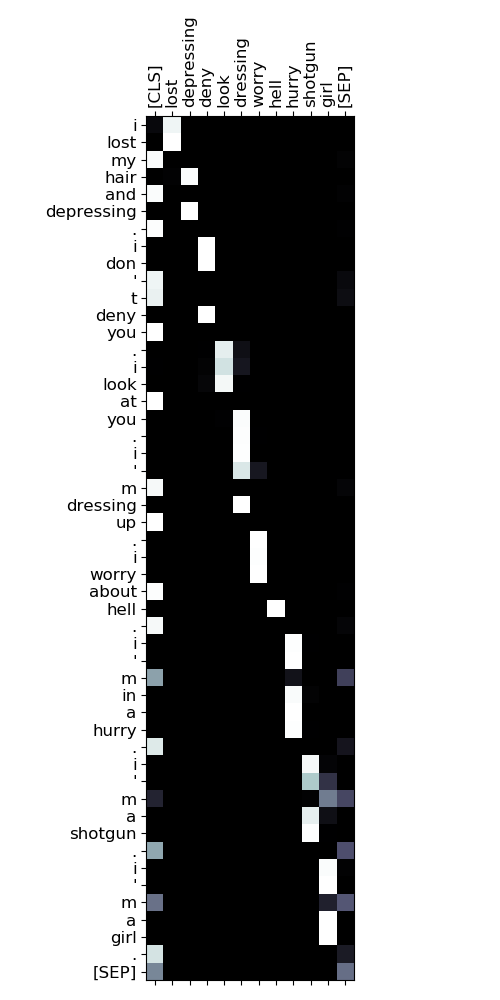 [CLS]
lost
depressing
deny
look
dressing
worry
hell
hurry
shotgun
girl
[SEP]
i
lost
my
hair
and
depressing
.
i
don
'
t
deny
you
.
i
look
at
you
.
i
'
m
dressing
up
.
i
worry
about
hell
.
i
'
m
in
a
hurry
.
i
'
m
a
shotgun
.
i
'
m
a
girl
.
[SEP]